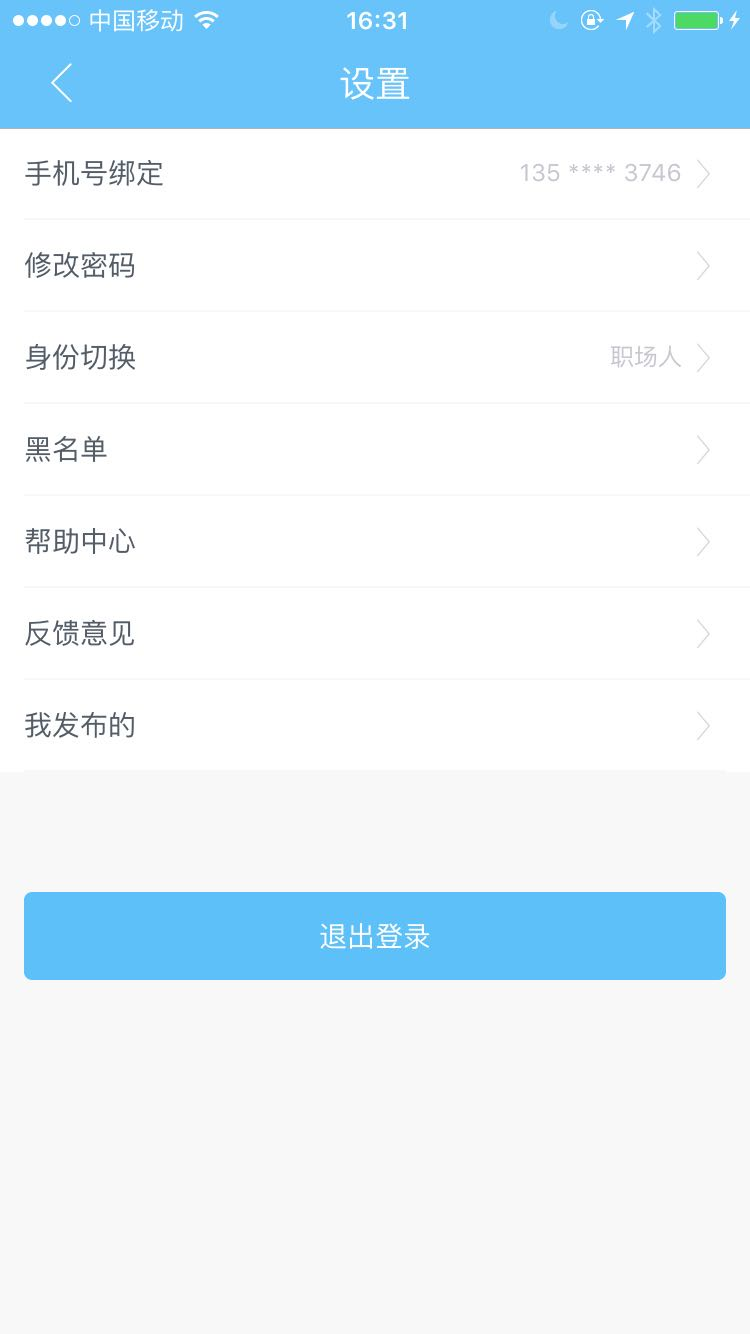 中国移动 16:31
设置
手机号绑定 135 **** 3746
修改密码
身份切换 职场人
黑名单
帮助中心
反馈意见
我发布的
退出登录